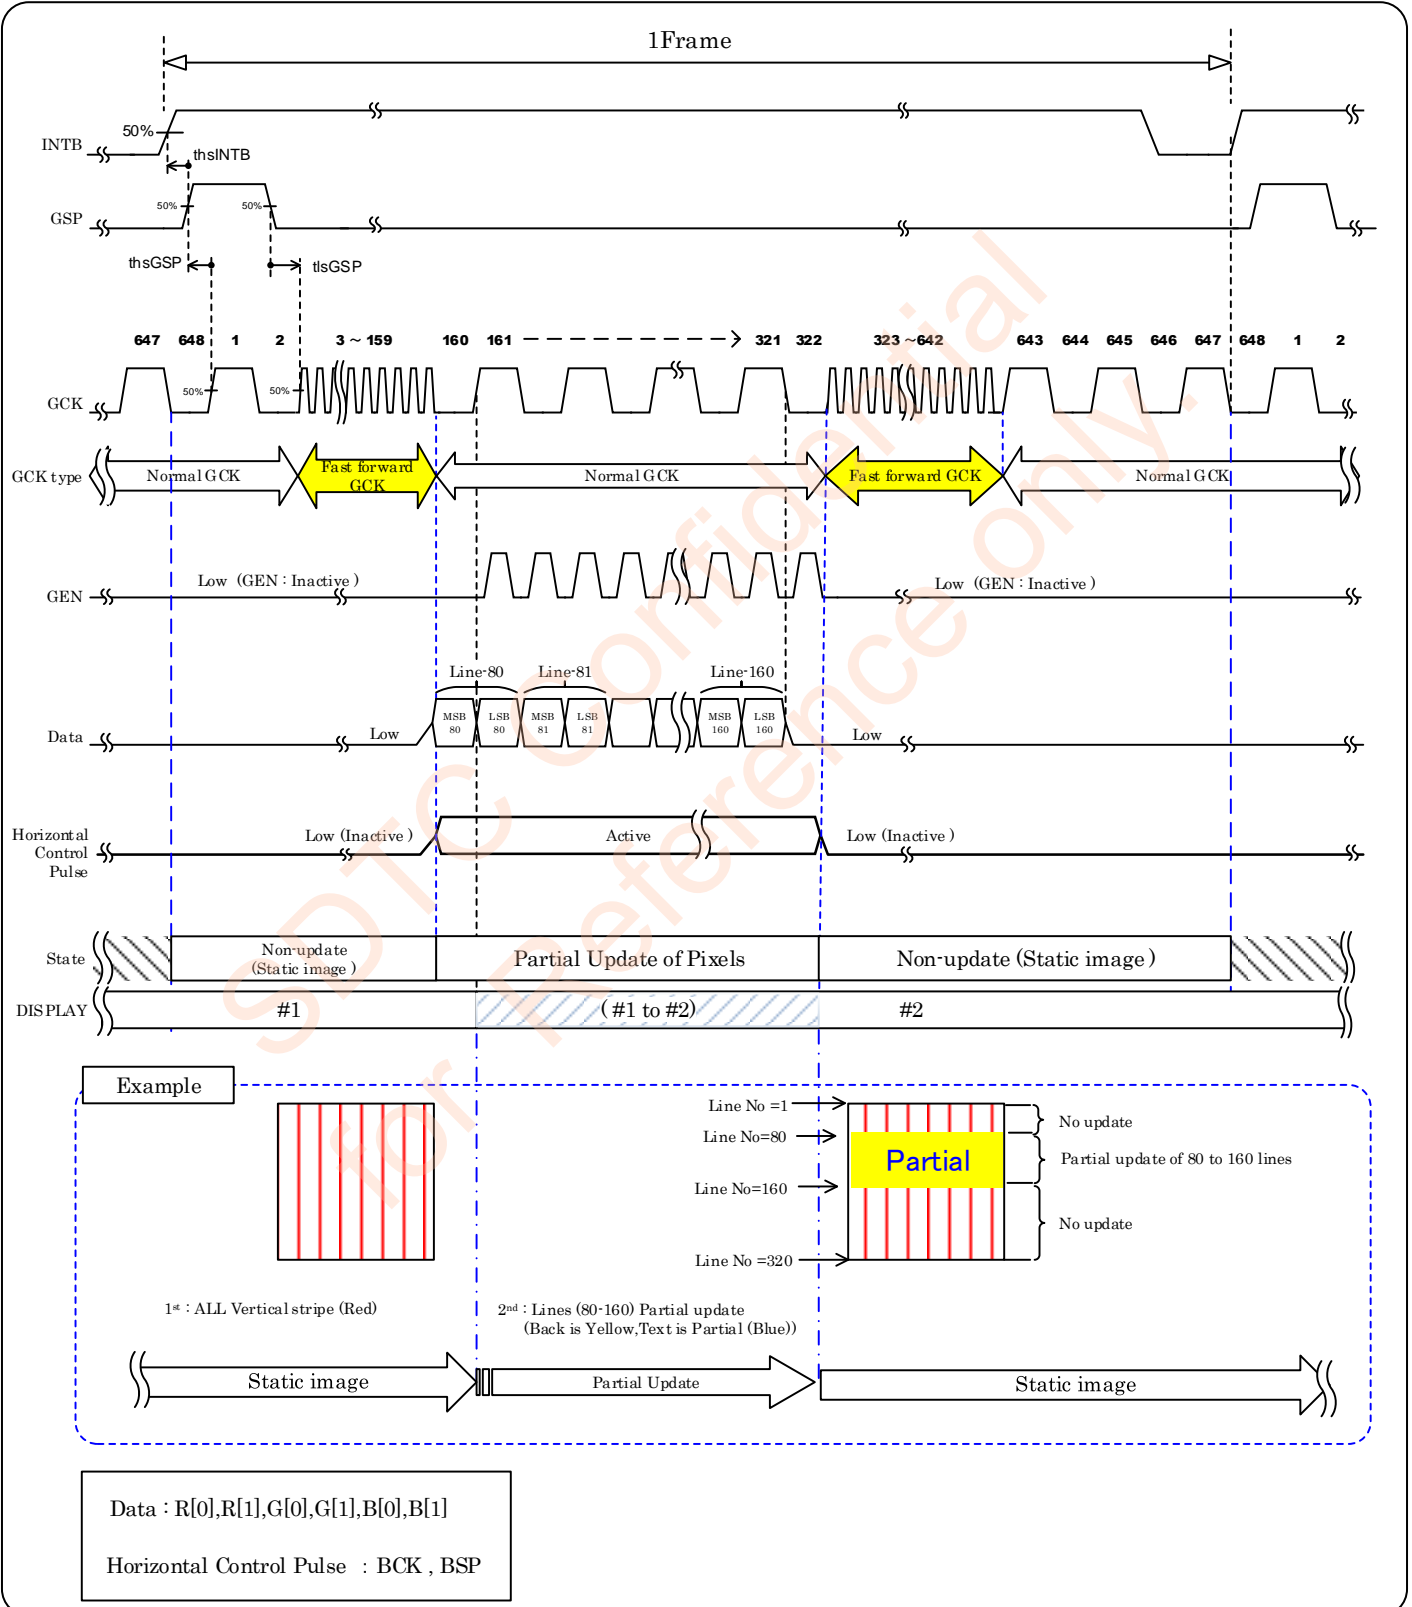 1Frame
50%
INTB
thsINTB
50%
50%
GSP
thsGSP
tlsGSP
647 648 1 2 3 ~ 159 160 161 321 322 323 ~642 643 644 645 646 647 648 1 2
50%
50%
GCK
GCK type
Normal GCK
Fast forward
GCK
Normal GCK
Fast forward GCK
Normal GCK
Low (GEN : Inactive )
Low (GEN : Inactive )
GEN
Line-80
Line-81
Line-160
MSB
80
LSB
80
MSB
81
LSB
81
MSB
160
LSB
160
Data
Low
Low
Horizontal
Control
Pulse
Low (Inactive )
Active
Low (Inactive )
State
Non-update
(Static image )
Partial Update of Pixels
Non-update (Static image )
DISPLAY
#1
( #1 to #2)
#2
Example
Line No =1
Line No=80
Line No=160
Line No =320
Partial
No update
Partial update of 80 to 160 lines
No update
1st : ALL Vertical stripe (Red)
2nd : Lines (80-160) Partial update
(Back is Yellow,Text is Partial (Blue))
Static image
Partial Update
Static image
Data : R[0],R[1],G[0],G[1],B[0],B[1]
Horizontal Control Pulse : BCK , BSP
SDTC Confidential
for Reference only.